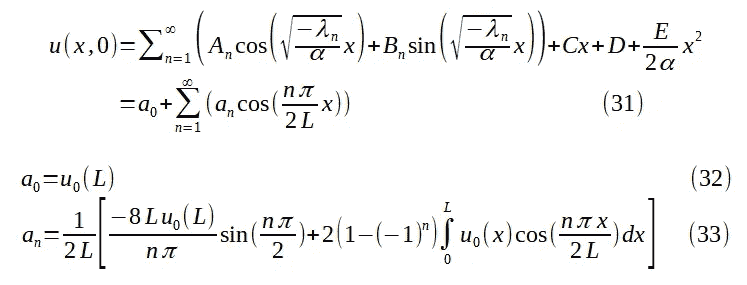 u(x,0)=∑_{n=1}^{∞} ( A_n cos( √(−λ_n/α) x ) + B_n sin( √(−λ_n/α) x ) ) + Cx + D + E/(2α) x^2
=a_0+∑_{n=1}^{∞} ( a_n cos( nπ/(2L) x ) ) (31)
a_0=u_0(L) (32)
a_n = 1/(2L) [ (−8Lu_0(L))/(nπ) sin( nπ/2 ) + 2(1−(−1)^n) ∫_0^L u_0(x) cos( nπx/(2L) ) dx ] (33)